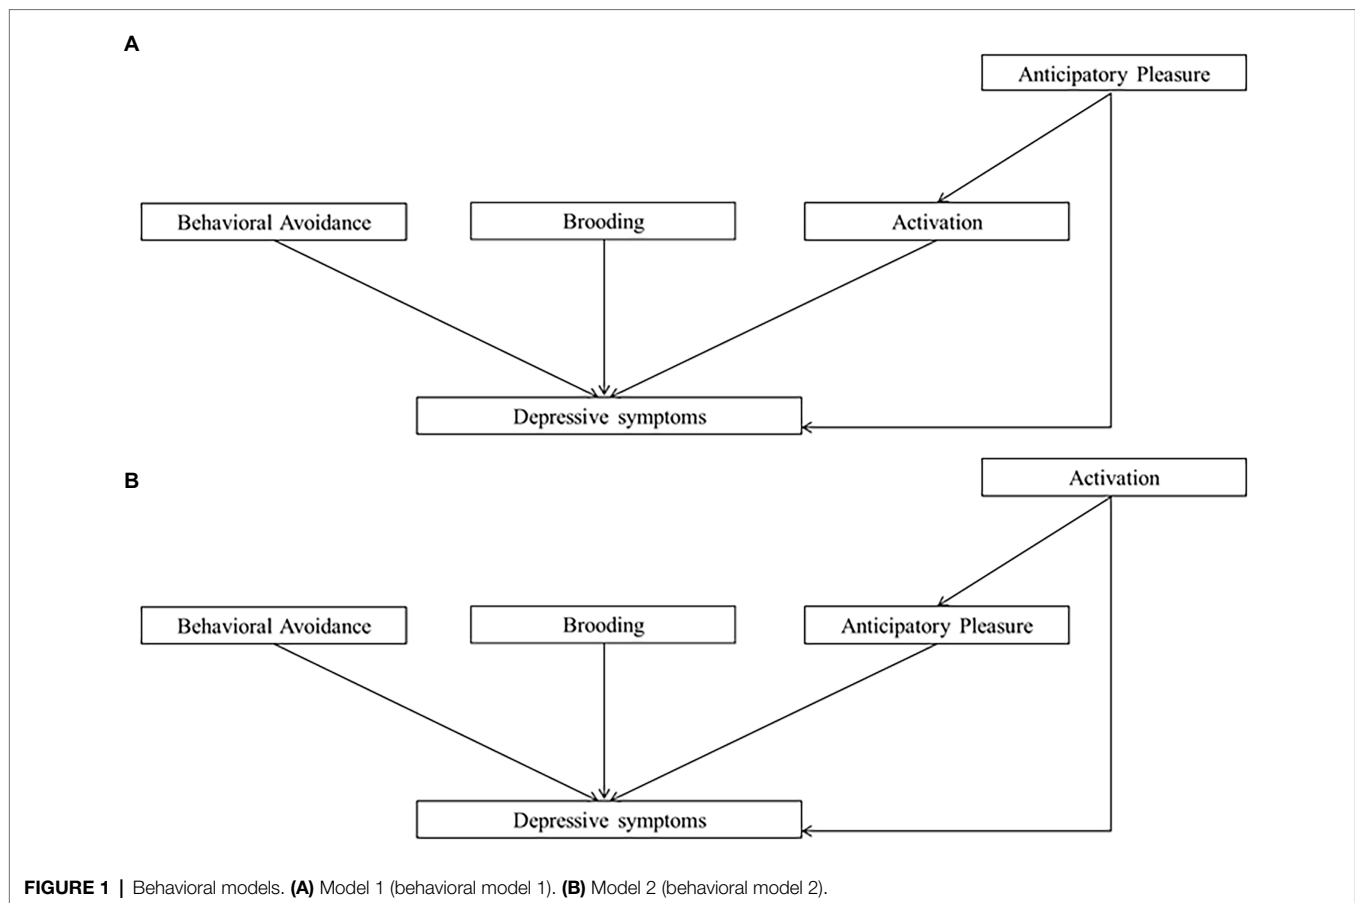 A
Anticipatory Pleasure
Behavioral Avoidance
Brooding
Activation
Depressive symptoms
B
Activation
Behavioral Avoidance
Brooding
Anticipatory Pleasure
Depressive symptoms
FIGURE 1 | Behavioral models. (A) Model 1 (behavioral model 1). (B) Model 2 (behavioral model 2).